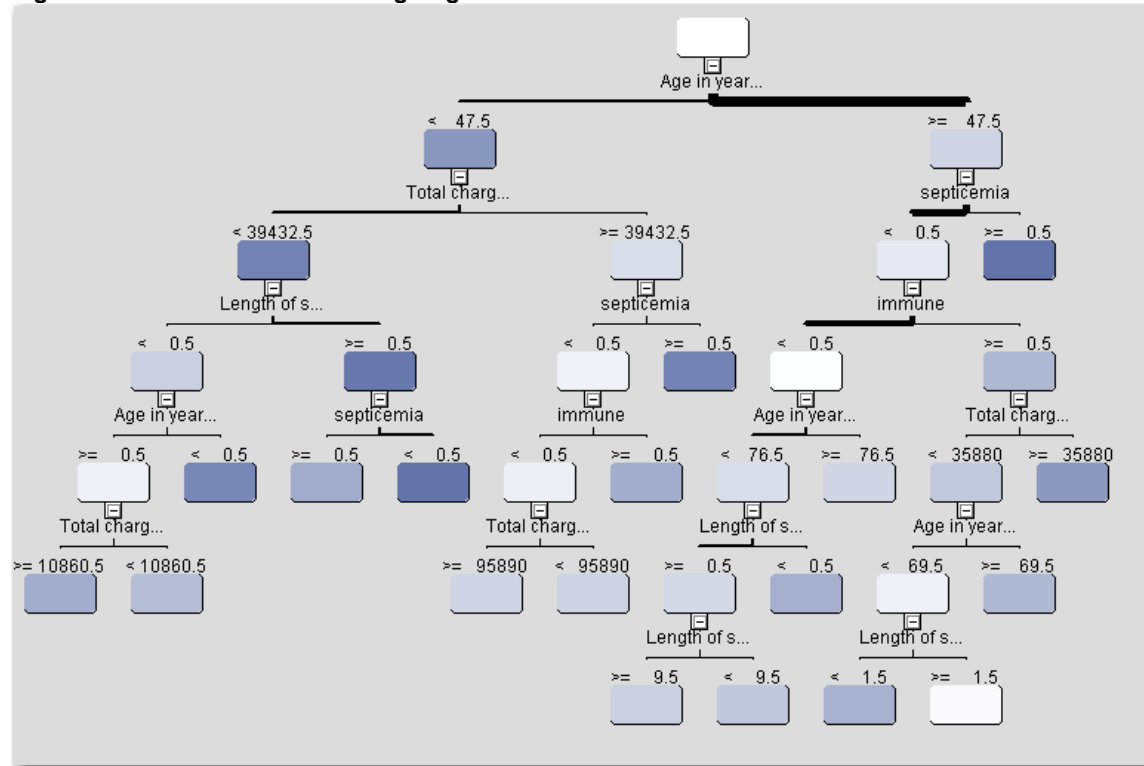 Age in year...
< 47.5 >= 47.5
Total charg... septicemia
< 39432.5 >= 39432.5 < 0.5 >= 0.5
Length of s... septicemia immune
< 0.5 >= 0.5 < 0.5 >= 0.5 < 0.5 >= 0.5
Age in year... septicemia immune Age in year... Total charg...
>= 0.5 < 0.5 >= 0.5 < 0.5 < 0.5 >= 0.5 < 76.5 >= 76.5 < 35880 >= 35880
Total charg... Total charg... Length of s... Age in year...
>= 10860.5 < 10860.5 >= 95890 < 95890 >= 0.5 < 0.5 < 69.5 >= 69.5
Length of s... Length of s...
>= 9.5 < 9.5 < 1.5 >= 1.5